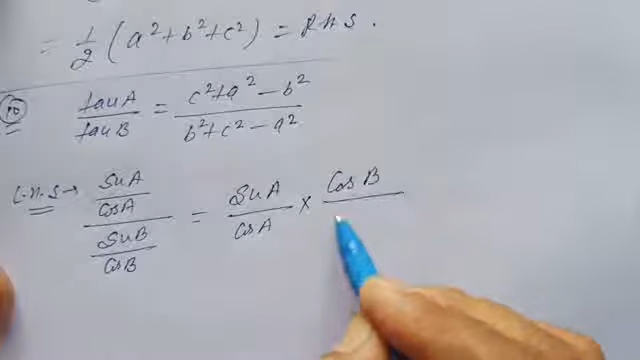 = 1/2 (a² + b² + c²) = RHS.
10 tanA/tanB = (c² + a² − b²)/(b² + c² − a²)
L.H.S → (SinA/CosA)/(SinB/CosB) = SinA/CosA × CosB/